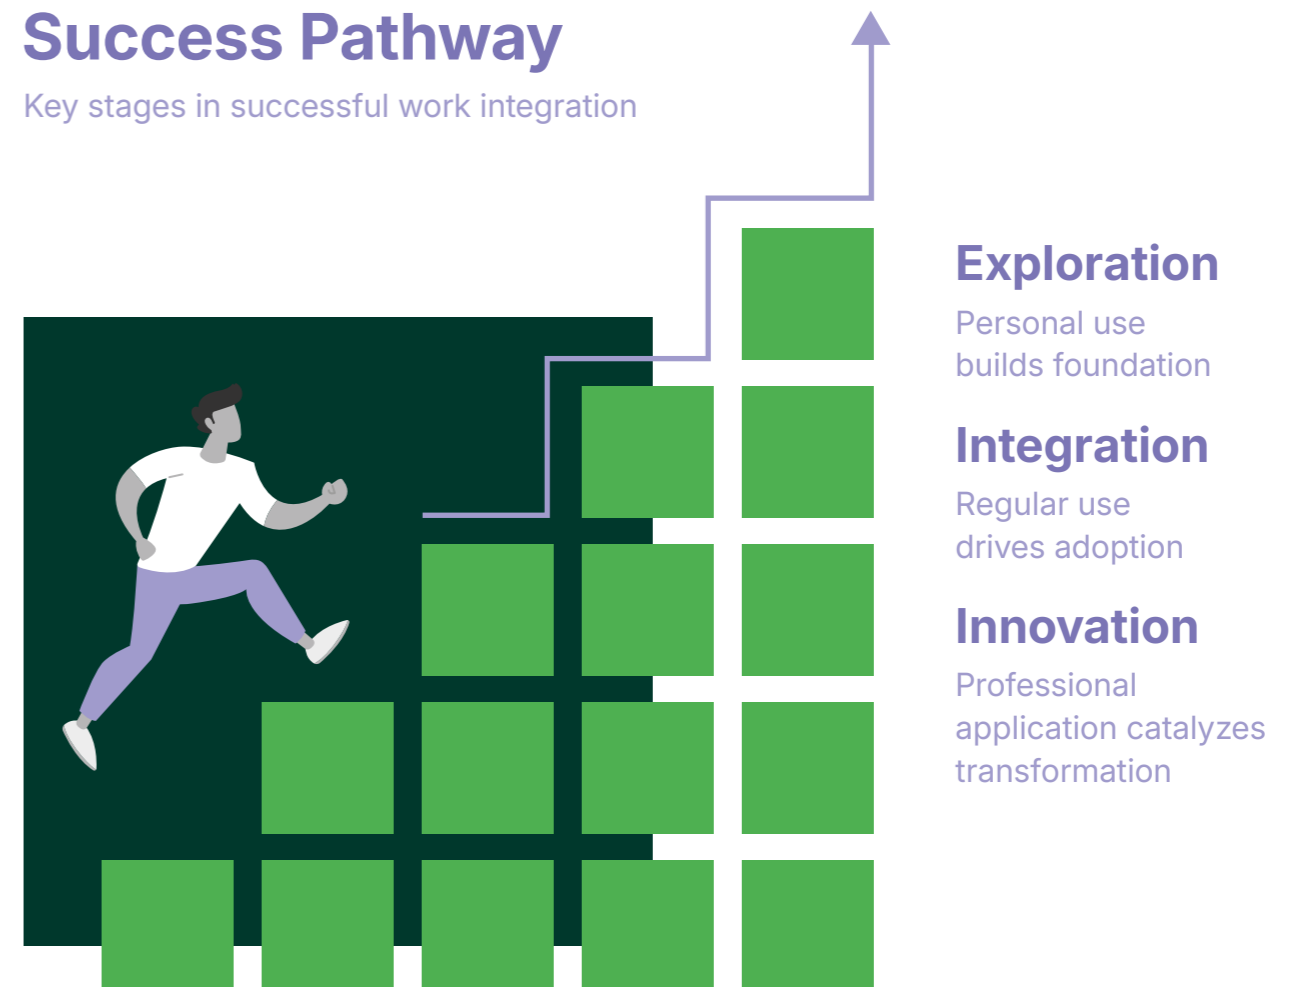 Success Pathway
Key stages in successful work integration
Exploration
Personal use
builds foundation
Integration
Regular use
drives adoption
Innovation
Professional
application catalyzes
transformation